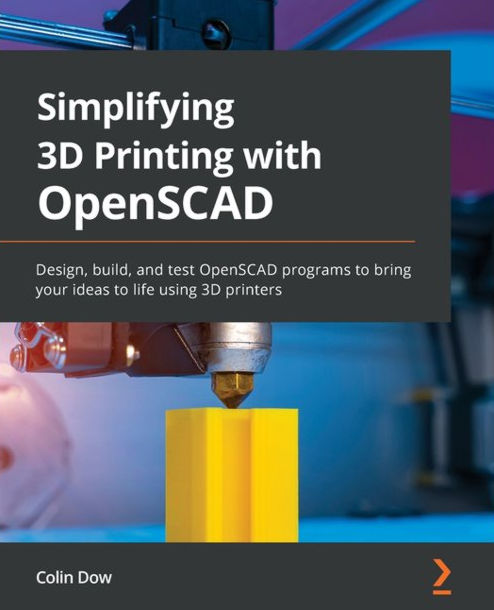 Simplifying
3D Printing with
OpenSCAD
Design, build, and test OpenSCAD programs to bring
your ideas to life using 3D printers
Colin Dow